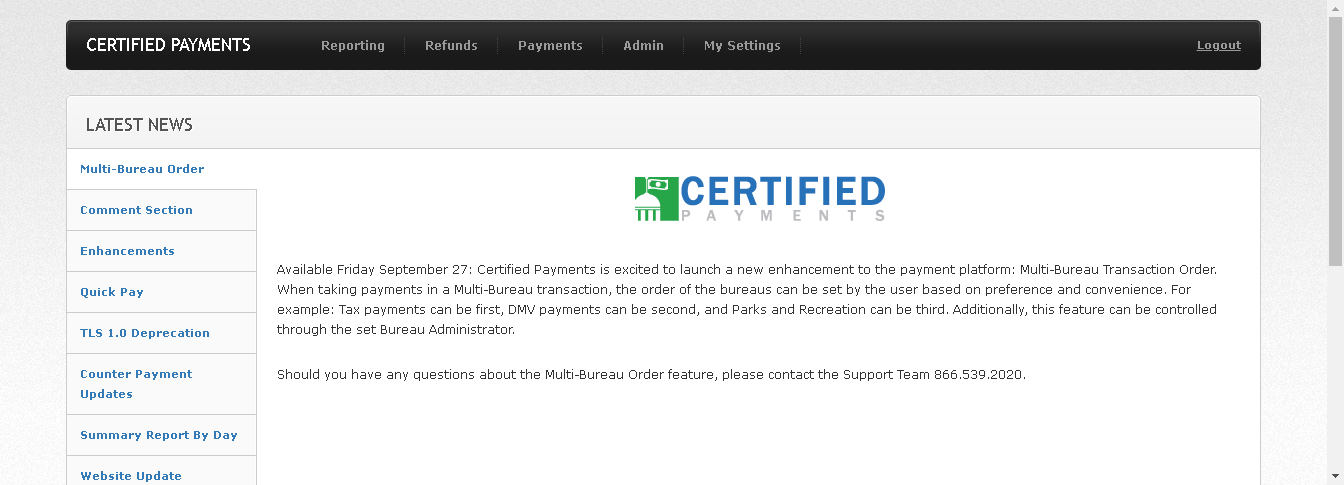 CERTIFIED PAYMENTS
Reporting
Refunds
Payments
Admin
My Settings
Logout
LATEST NEWS
Multi-Bureau Order
Comment Section
Enhancements
Quick Pay
TLS 1.0 Deprecation
Counter Payment
Updates
Summary Report By Day
Website Update
CERTIFIED
PAYMENTS
Available Friday September 27: Certified Payments is excited to launch a new enhancement to the payment platform: Multi-Bureau Transaction Order.
When taking payments in a Multi-Bureau transaction, the order of the bureaus can be set by the user based on preference and convenience. For
example: Tax payments can be first, DMV payments can be second, and Parks and Recreation can be third. Additionally, this feature can be controlled
through the set Bureau Administrator.
Should you have any questions about the Multi-Bureau Order feature, please contact the Support Team 866.539.2020.